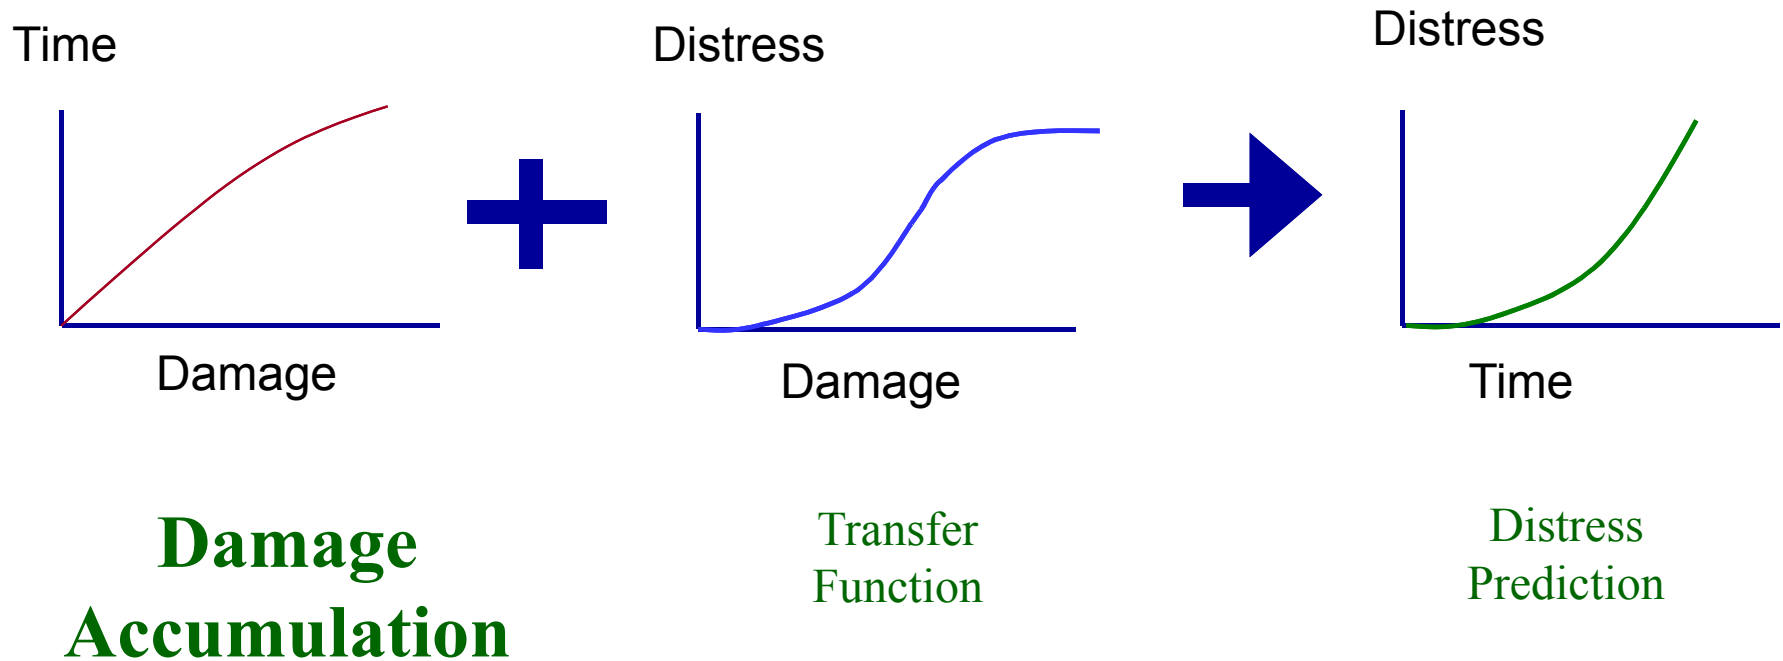 Time
Damage
Damage
Accumulation
Distress
Damage
Transfer
Function
Distress
Time
Distress
Prediction